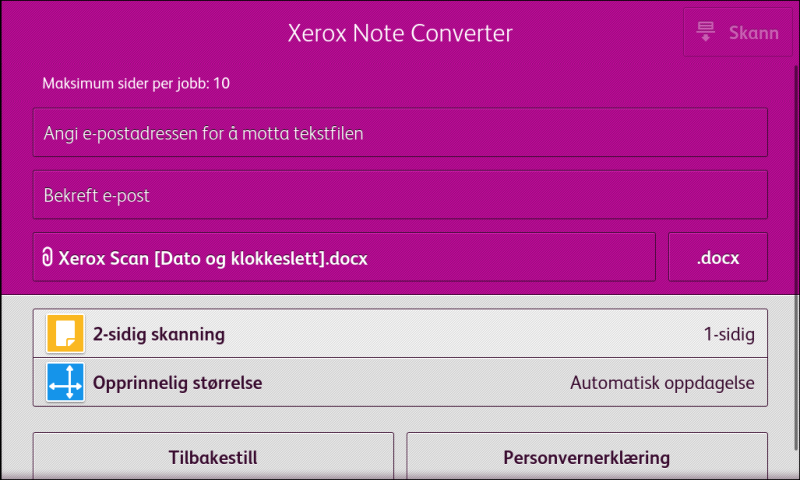 Xerox Note Converter
Skann
Maksimum sider per jobb: 10
Angi e-postadressen for å motta tekstfilen
Bekreft e-post
Xerox Scan [Dato og klokkeslett].docx
.docx
2-sidig skanning
1-sidig
Opprinnelig størrelse
Automatisk oppdagelse
Tilbakestill
Personvernerklæring